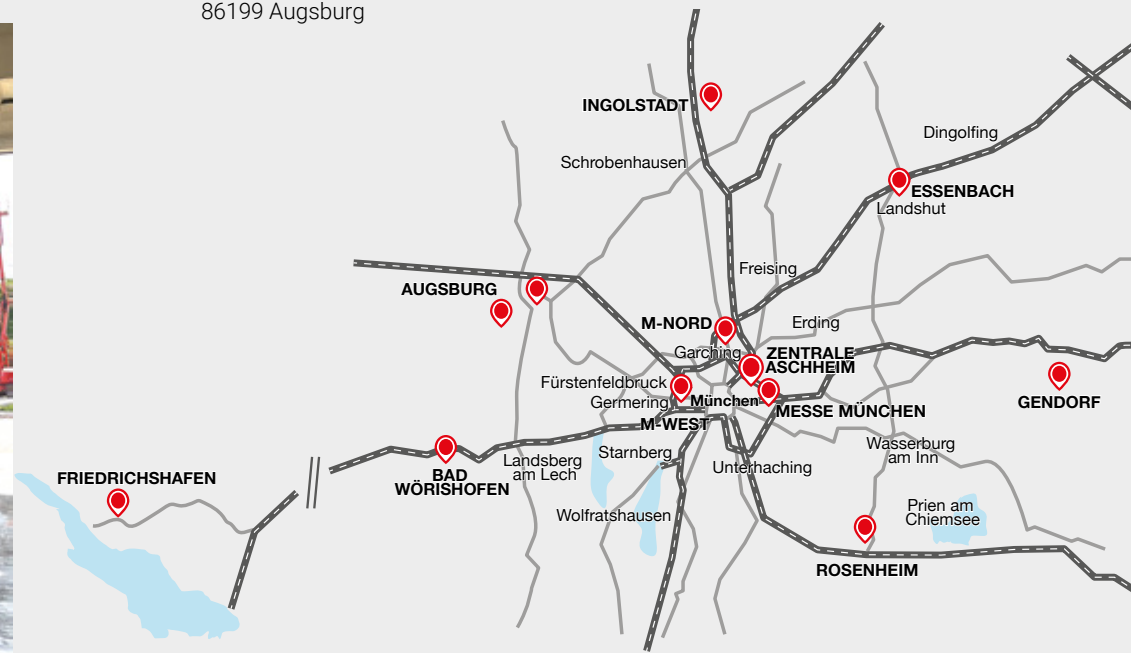 86199 Augsburg
INGOLSTADT
Dingolfing
Schrobenhausen
ESSENBACH
Landshut
Freising
AUGSBURG
M-NORD
Erding
Garching
ZENTRALE
ASCHHEIM
Fürstenfeldbruck
Germering
München
MESSE MÜNCHEN
GENDORF
M-WEST
Wasserburg
am Inn
Starnberg
Landsberg
am Lech
Unterhaching
FRIEDRICHSHAFEN
BAD
WÖRISHOFEN
Wolfratshausen
Prien am
Chiemsee
ROSENHEIM